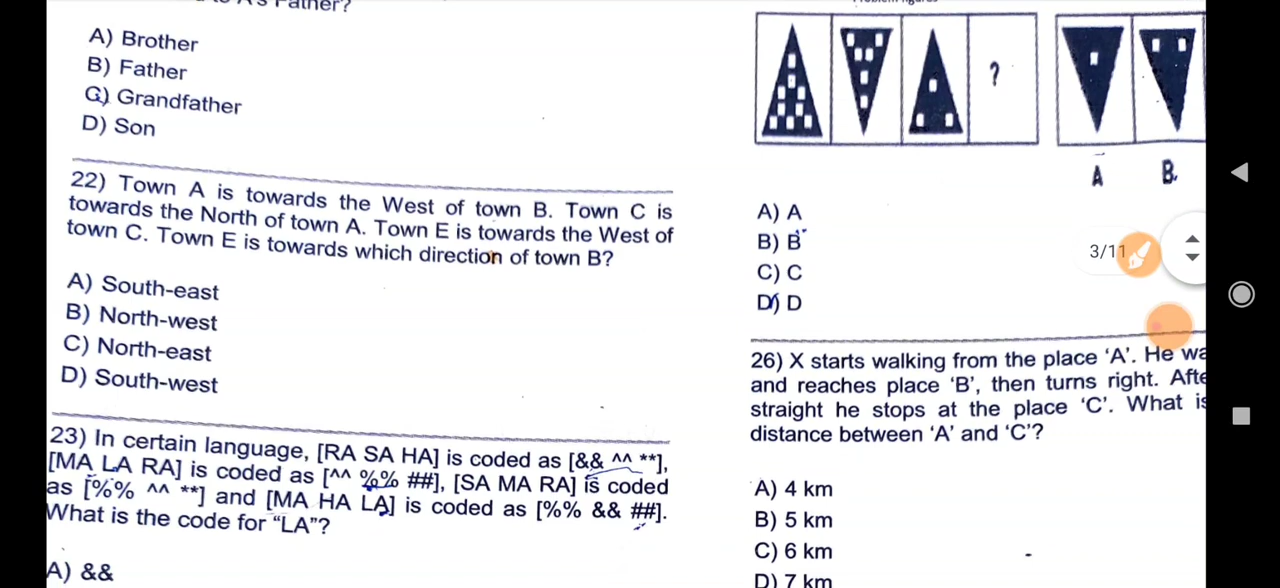 A's Father?
A) Brother
B) Father
C) Grandfather
D) Son
22) Town A is towards the West of town B. Town C is
towards the North of town A. Town E is towards the West of
town C. Town E is towards which direction of town B?
A) South-east
B) North-west
C) North-east
D) South-west
23) In certain language, [RA SA HA] is coded as [&& ^^ **],
[MA LA RA] is coded as [^^ %% ##], [SA MA RA] is coded
as [%% ^^ **] and [MA HA LA] is coded as [%% && ##].
What is the code for "LA"?
A) &&
?
A B.
A) A
B) B
C) C
D) D
3/11
26) X starts walking from the place 'A'. He wa
and reaches place 'B', then turns right. Afte
straight he stops at the place 'C'. What is
distance between 'A' and 'C'?
A) 4 km
B) 5 km
C) 6 km
D) 7 km